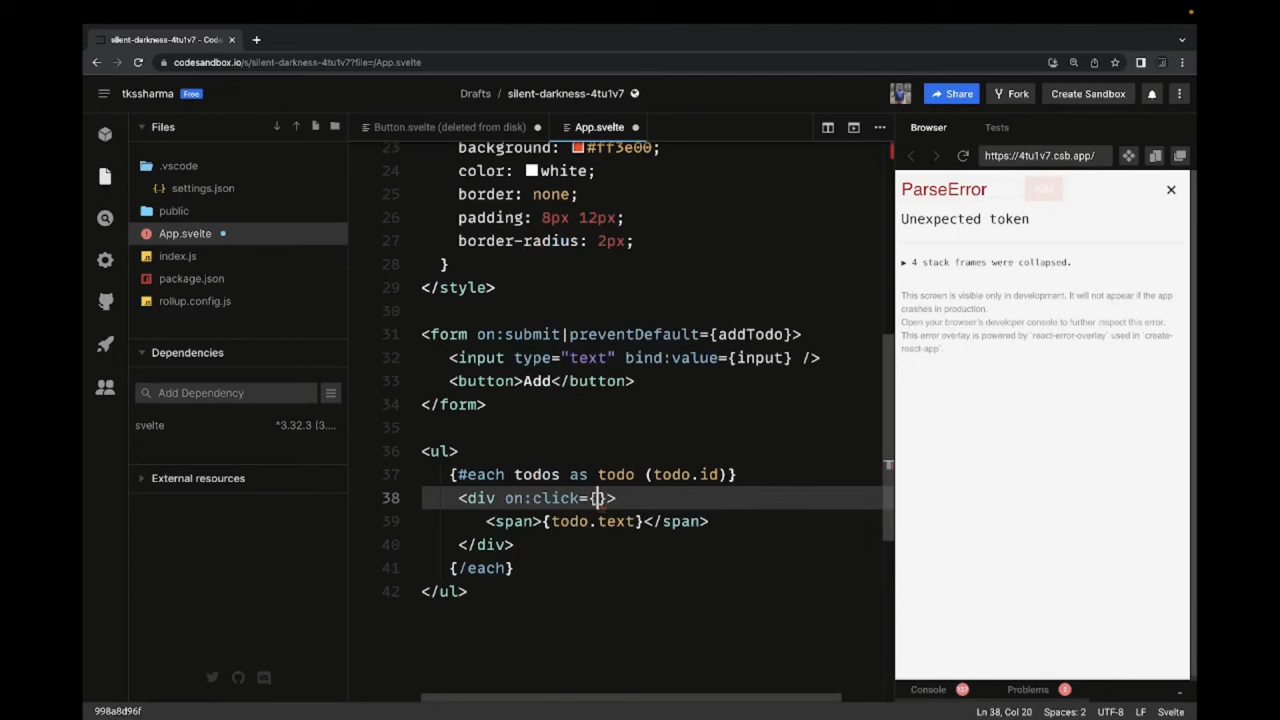 silent-darkness-4tu1v7 - Code
codesandbox.io/s/silent-darkness-4tu1v7?file=/App.svelte
tkssharma Free
Drafts / silent-darkness-4tu1v7
Share
Fork
Create Sandbox
Files
.vscode
settings.json
public
App.svelte
index.js
package.json
rollup.config.js
Dependencies
Add Dependency
svelte ^3.32.3 (3....
External resources
Button.svelte (deleted from disk)
App.svelte
23 background: #ff3e00;
24 color: white;
25 border: none;
26 padding: 8px 12px;
27 border-radius: 2px;
28 }
29 </style>
30
31 <form on:submit|preventDefault={addTodo}>
32 <input type="text" bind:value={input} />
33 <button>Add</button>
34 </form>
35
36 <ul>
37 {#each todos as todo (todo.id)}
38 <div on:click={}>
39 <span>{todo.text}</span>
40 </div>
41 {/each}
42 </ul>
Browser
Tests
https://4tu1v7.csb.app/
ParseError
Add
Unexpected token
▶ 4 stack frames were collapsed.
This screen is visible only in development. It will not appear if the app
crashes in production.
Open your browser's developer console to further inspect this error.
This error overlay is powered by `react-error-overlay` used in `create-
react-app`.
Console 127
Problems 7
998a8d96f
Ln 38, Col 20 Spaces: 2 UTF-8 LF Svelte